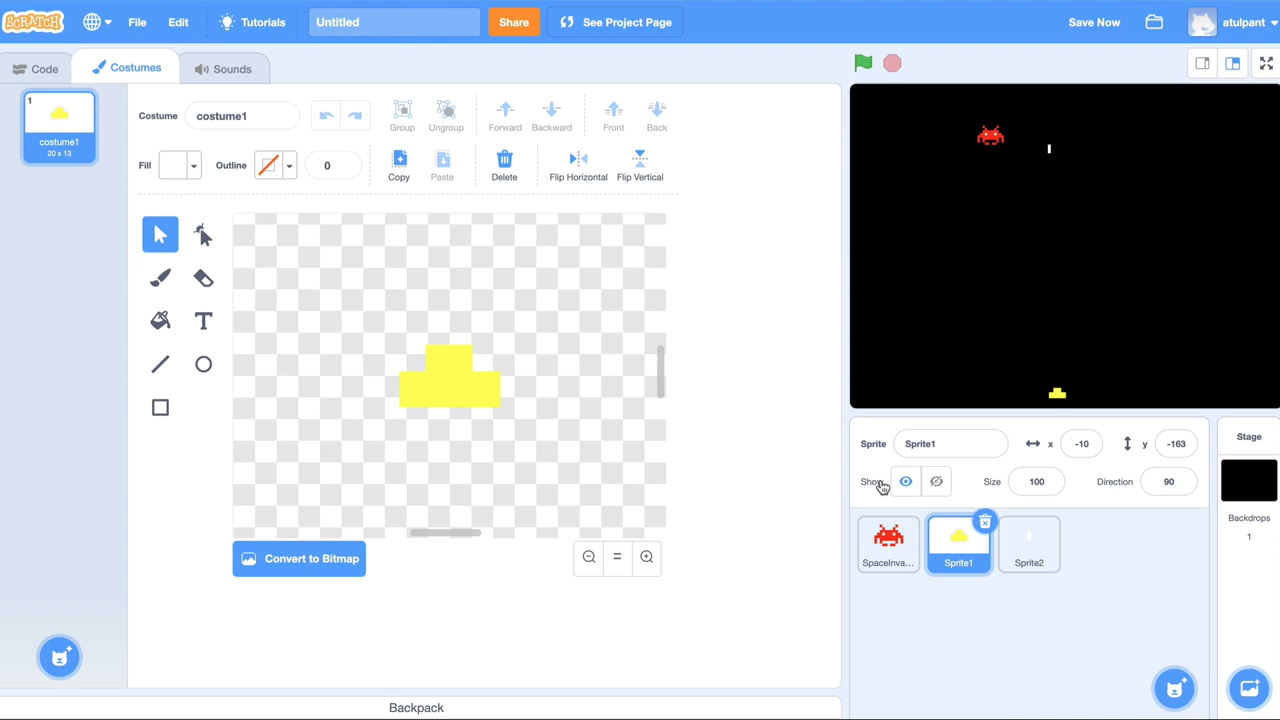 SCRATCH File Edit Tutorials Untitled Share See Project Page Save Now atulpant
Code Costumes Sounds
1
costume1
20 x 13
Costume costume1 Group Ungroup Forward Backward Front Back
Fill Outline 0 Copy Paste Delete Flip Horizontal Flip Vertical
T
Convert to Bitmap
Backpack
Sprite Sprite1 x -10 y -163
Show Size 100 Direction 90
SpaceInva... Sprite1 Sprite2
Stage
Backdrops
1